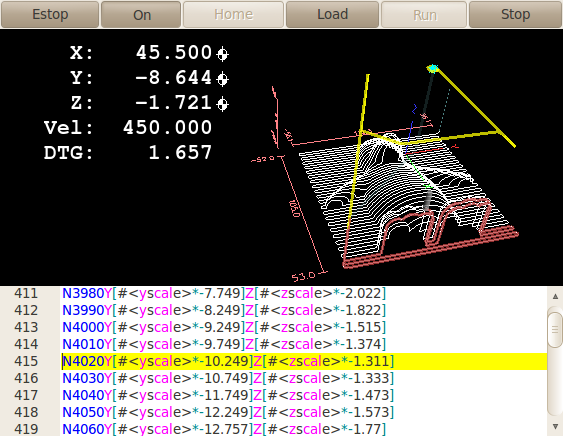 Estop On Home Load Run Stop
X: 45.500
Y: -8.644
Z: -1.721
Vel: 450.000
DTG: 1.657
-53.0
53.0
411 N3980Y[#<yscale>*-7.749]Z[#<zscale>*-2.022]
412 N3990Y[#<yscale>*-8.249]Z[#<zscale>*-1.822]
413 N4000Y[#<yscale>*-9.249]Z[#<zscale>*-1.515]
414 N4010Y[#<yscale>*-9.749]Z[#<zscale>*-1.374]
415 N4020Y[#<yscale>*-10.249]Z[#<zscale>*-1.311]
416 N4030Y[#<yscale>*-10.749]Z[#<zscale>*-1.333]
417 N4040Y[#<yscale>*-11.749]Z[#<zscale>*-1.473]
418 N4050Y[#<yscale>*-12.249]Z[#<zscale>*-1.573]
419 N4060Y[#<yscale>*-12.757]Z[#<zscale>*-1.77]